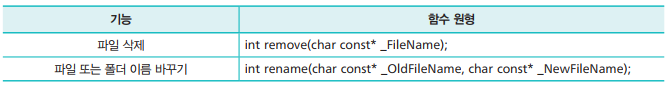 기능 함수 원형
파일 삭제 int remove(char const* _FileName);
파일 또는 폴더 이름 바꾸기 int rename(char const* _OldFileName, char const* _NewFileName);